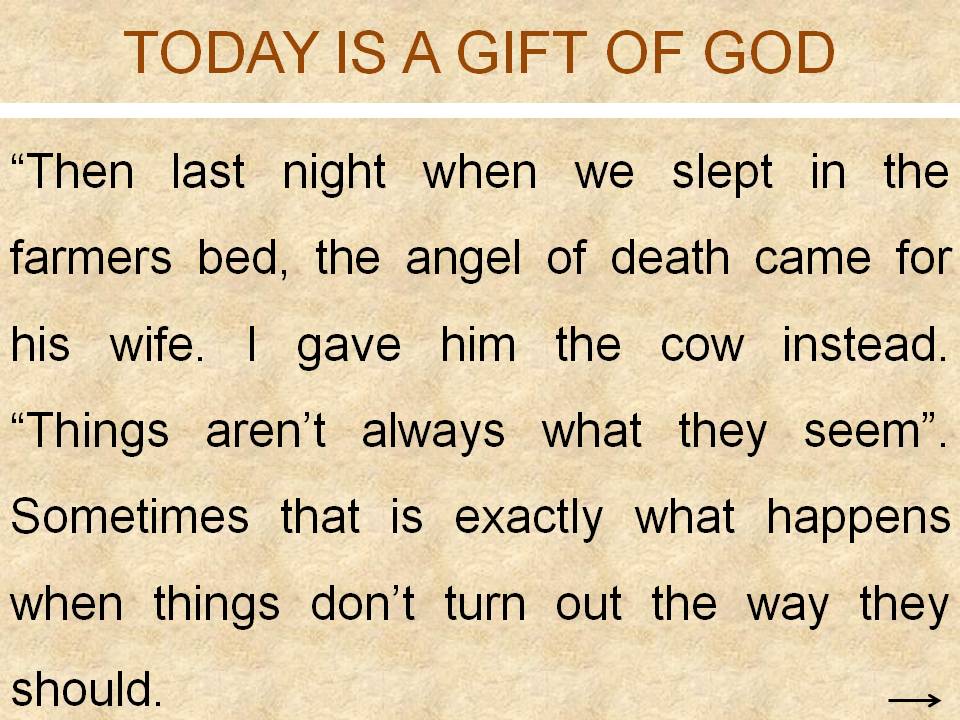 TODAY IS A GIFT OF GOD
“Then last night when we slept in the
farmers bed, the angel of death came for
his wife. I gave him the cow instead.
“Things aren’t always what they seem”.
Sometimes that is exactly what happens
when things don’t turn out the way they
should.